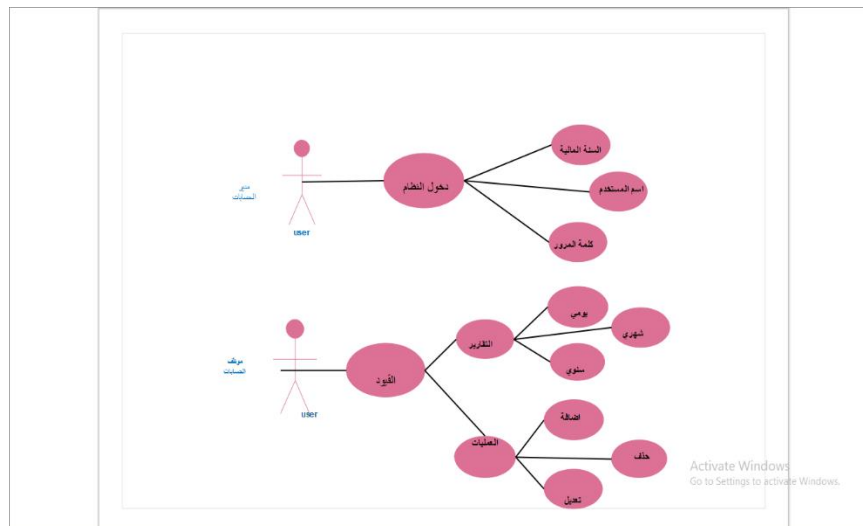 السنة المالية
دخول النظام
اسم المستخدم
كلمة المرور
مدير
الحسابات
user
يومي
شهري
التقارير
سنوي
موظف
الحسابات
القيود
user
اضافة
العمليات
حذف
تعديل
Activate Windows
Go to Settings to activate Windows.